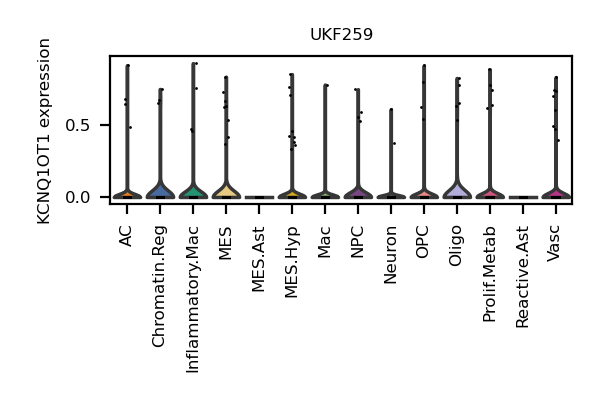 UKF259
KCNQ1OT1 expression
0.5
0.0
AC
Chromatin.Reg
Inflammatory.Mac
MES
MES.Ast
MES.Hyp
Mac
NPC
Neuron
OPC
Oligo
Prolif.Metab
Reactive.Ast
Vasc